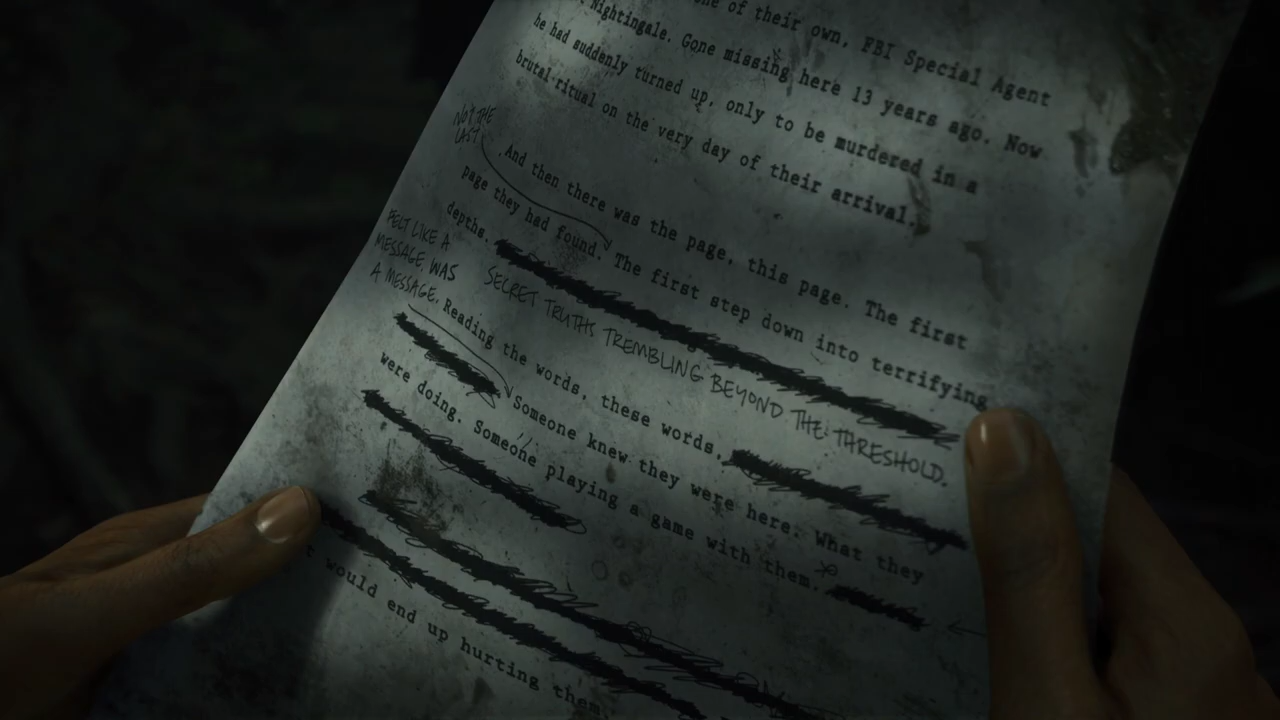 one of their own, FBI Special Agent
Nightingale. Gone missing here 13 years ago. Now
he had suddenly turned up, only to be murdered in a
brutal ritual on the very day of their arrival.
NOT THE
LAST
And then there was the page, this page. The first
page they had found. The first step down into terrifying
depths.
SECRET TRUTHS TREMBLING BEYOND THE THRESHOLD.
FELT LIKE A
MESSAGE, WAS
A MESSAGE.
Reading the words, these words,
Someone knew they were here. What they
were doing. Someone playing a game with them.
would end up hurting them.